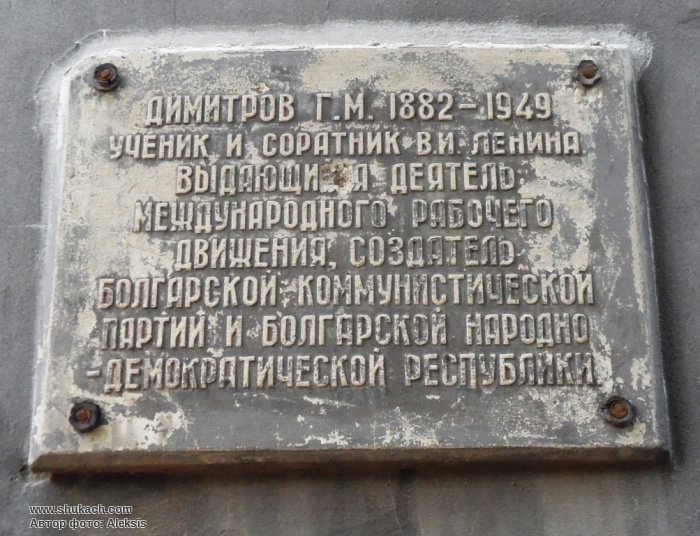 ДИМИТРОВ Г.М. 1882-1949
УЧЕНИК И СОРАТНИК В.И. ЛЕНИНА
ДЕЯТЕЛЬ
МЕЖДУНАРОДНОГО РАБОЧЕГО
ДВИЖЕНИЯ, СОЗДАТЕЛЬ
БОЛГАРСКОЙ КОММУНИСТИЧЕСКОЙ
ПАРТИИ И БОЛГАРСКОЙ НАРОДНО
-ДЕМОКРАТИЧЕСКОЙ РЕСПУБЛИКИ
www.shukach.com
Автор фото: Aleksis